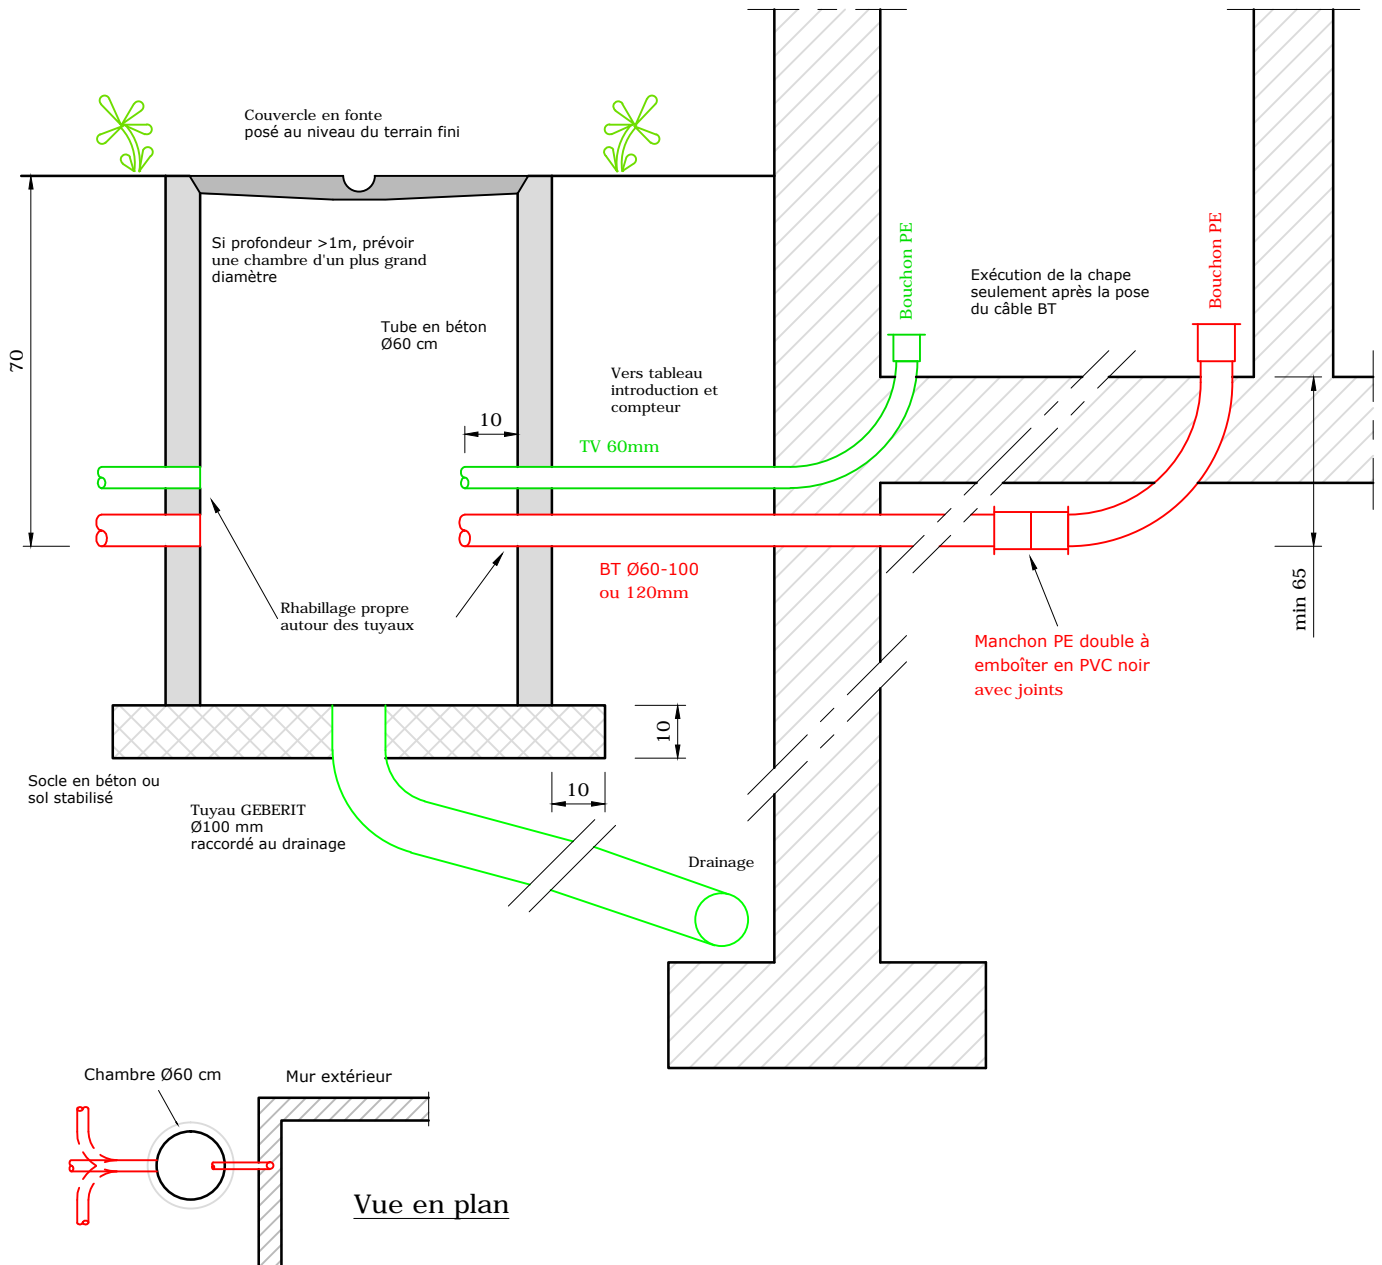 Couvercle en fonte
posé au niveau du terrain fini
Si profondeur >1m, prévoir
une chambre d'un plus grand
diamètre
Tube en béton
Ø60 cm
Bouchon PE
Exécution de la chape
seulement après la pose
du câble BT
Bouchon PE
70
Vers tableau
introduction et
compteur
10
TV 60mm
BT Ø60-100
ou 120mm
Rhabillage propre
autour des tuyaux
min 65
Manchon PE double à
emboîter en PVC noir
avec joints
10
Socle en béton ou
sol stabilisé
10
Tuyau GEBERIT
Ø100 mm
raccordé au drainage
Drainage
Chambre Ø60 cm
Mur extérieur
Vue en plan